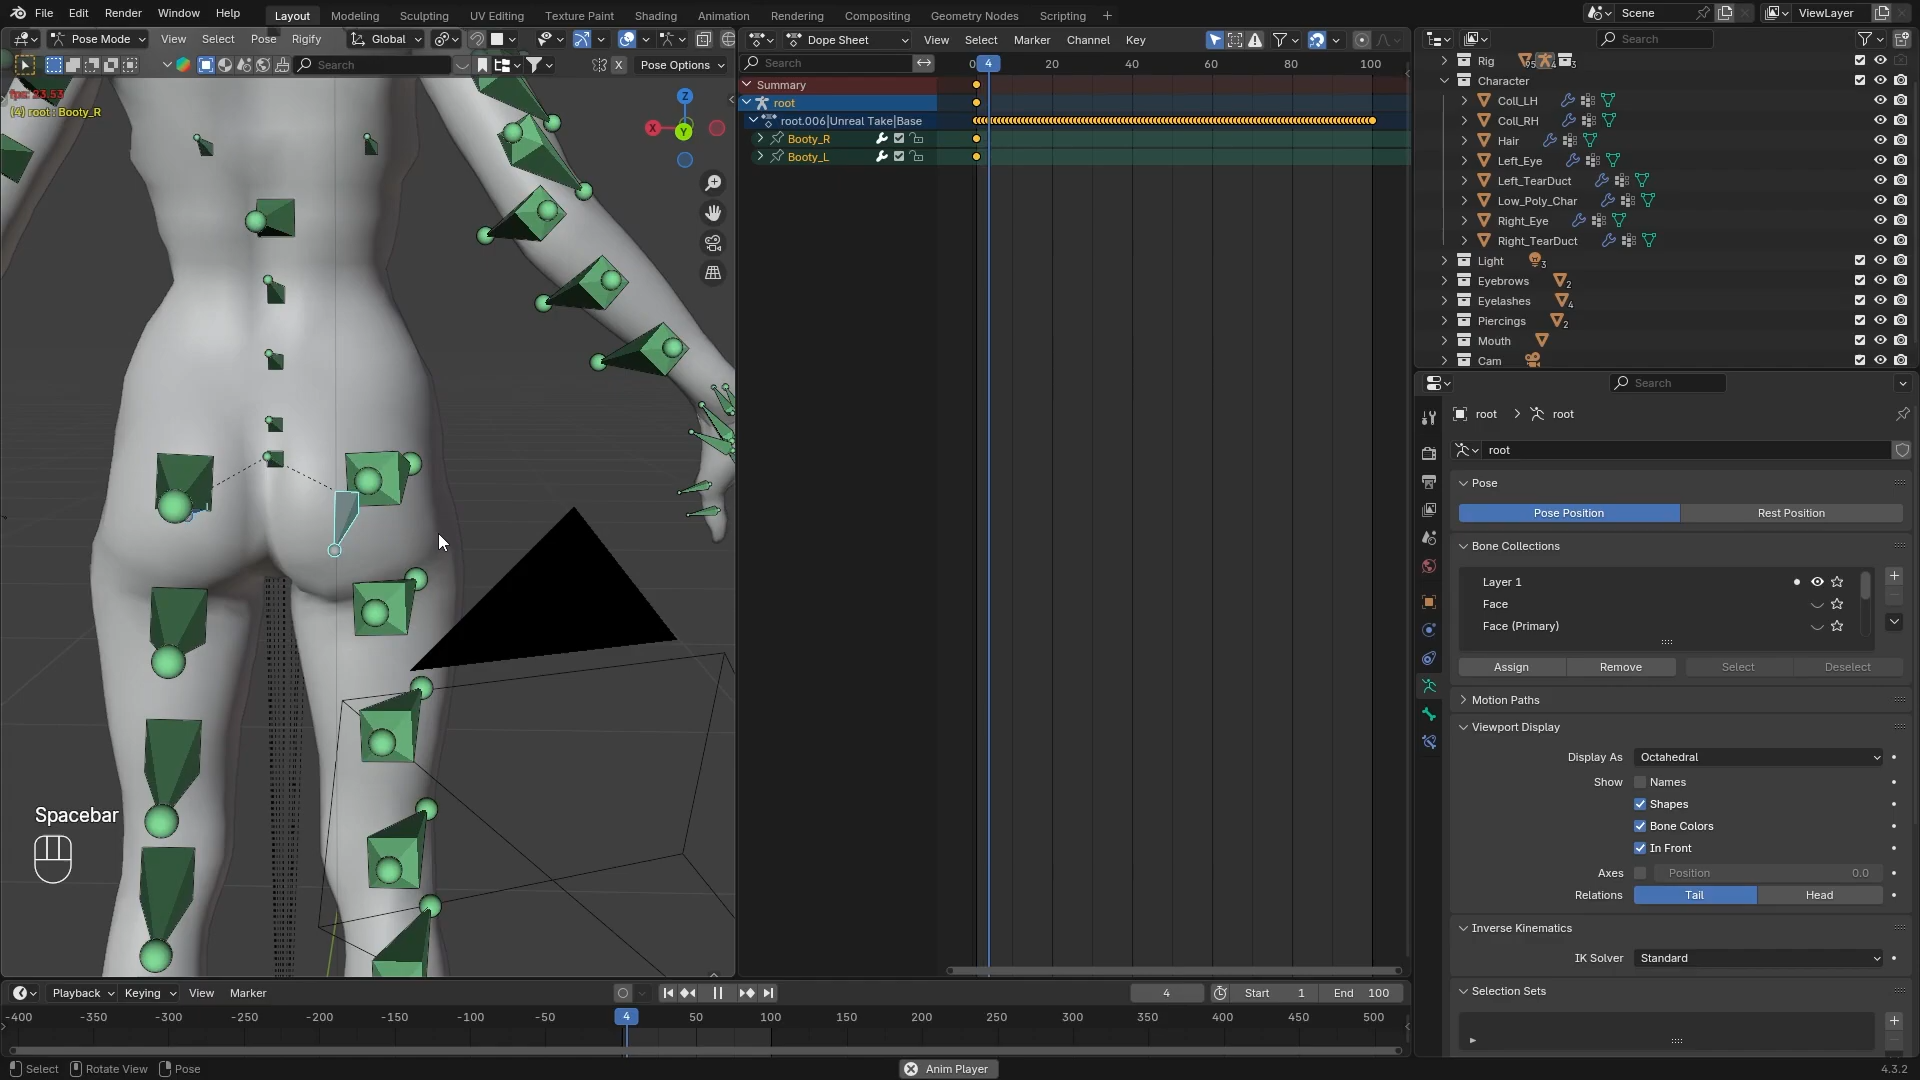 File Edit Render Window Help
Layout Modeling Sculpting UV Editing Texture Paint Shading Animation Rendering Compositing Geometry Nodes Scripting +
Scene
ViewLayer
Pose Mode View Select Pose Rigify Global
Search
Pose Options
(4) root : Booty_R
Z
X
Y
Spacebar
Dope Sheet View Select Marker Channel Key
Search
0 4 20 40 60 80 100
Summary
root
root.006|Unreal Take|Base
Booty_R
Booty_L
Search
Rig
Character
Coll_LH
Coll_RH
Hair
Left_Eye
Left_TearDuct
Low_Poly_Char
Right_Eye
Right_TearDuct
Light 3
Eyebrows 2
Eyelashes 4
Piercings 2
Mouth
Cam
Search
root > root
root
Pose
Pose Position Rest Position
Bone Collections
Layer 1
Face
Face (Primary)
Assign Remove Select Deselect
Motion Paths
Viewport Display
Display As Octahedral
Show Names
Shapes
Bone Colors
In Front
Axes Position 0.0
Relations Tail Head
Inverse Kinematics
IK Solver Standard
Selection Sets
Playback Keying View Marker
4 Start 1 End 100
-400 -350 -300 -250 -200 -150 -100 -50 4 50 100 150 200 250 300 350 400 450 500
Select Rotate View Pose
Anim Player
4.3.2